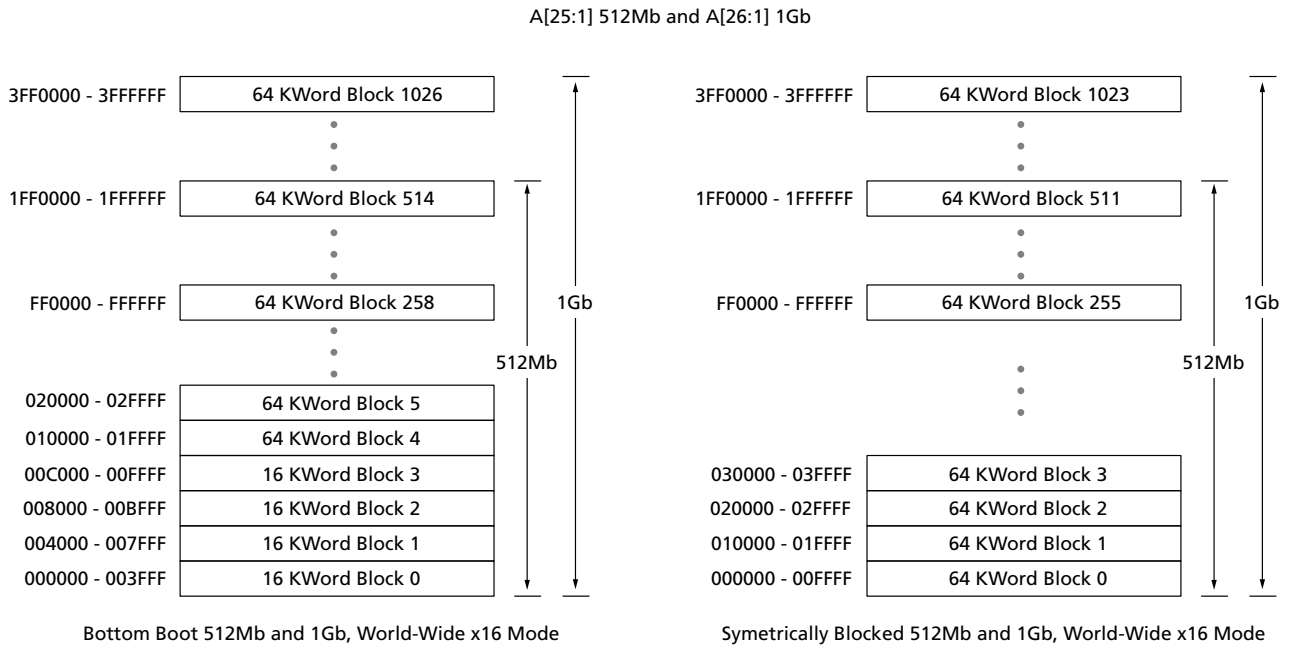 A[25:1] 512Mb and A[26:1] 1Gb
3FF0000 - 3FFFFFF
64 KWord Block 1026
1FF0000 - 1FFFFFF
64 KWord Block 514
FF0000 - FFFFFF
64 KWord Block 258
1Gb
512Mb
020000 - 02FFFF
64 KWord Block 5
010000 - 01FFFF
64 KWord Block 4
00C000 - 00FFFF
16 KWord Block 3
008000 - 00BFFF
16 KWord Block 2
004000 - 007FFF
16 KWord Block 1
000000 - 003FFF
16 KWord Block 0
Bottom Boot 512Mb and 1Gb, World-Wide x16 Mode
3FF0000 - 3FFFFFF
64 KWord Block 1023
1FF0000 - 1FFFFFF
64 KWord Block 511
FF0000 - FFFFFF
64 KWord Block 255
1Gb
512Mb
030000 - 03FFFF
64 KWord Block 3
020000 - 02FFFF
64 KWord Block 2
010000 - 01FFFF
64 KWord Block 1
000000 - 00FFFF
64 KWord Block 0
Symetrically Blocked 512Mb and 1Gb, World-Wide x16 Mode